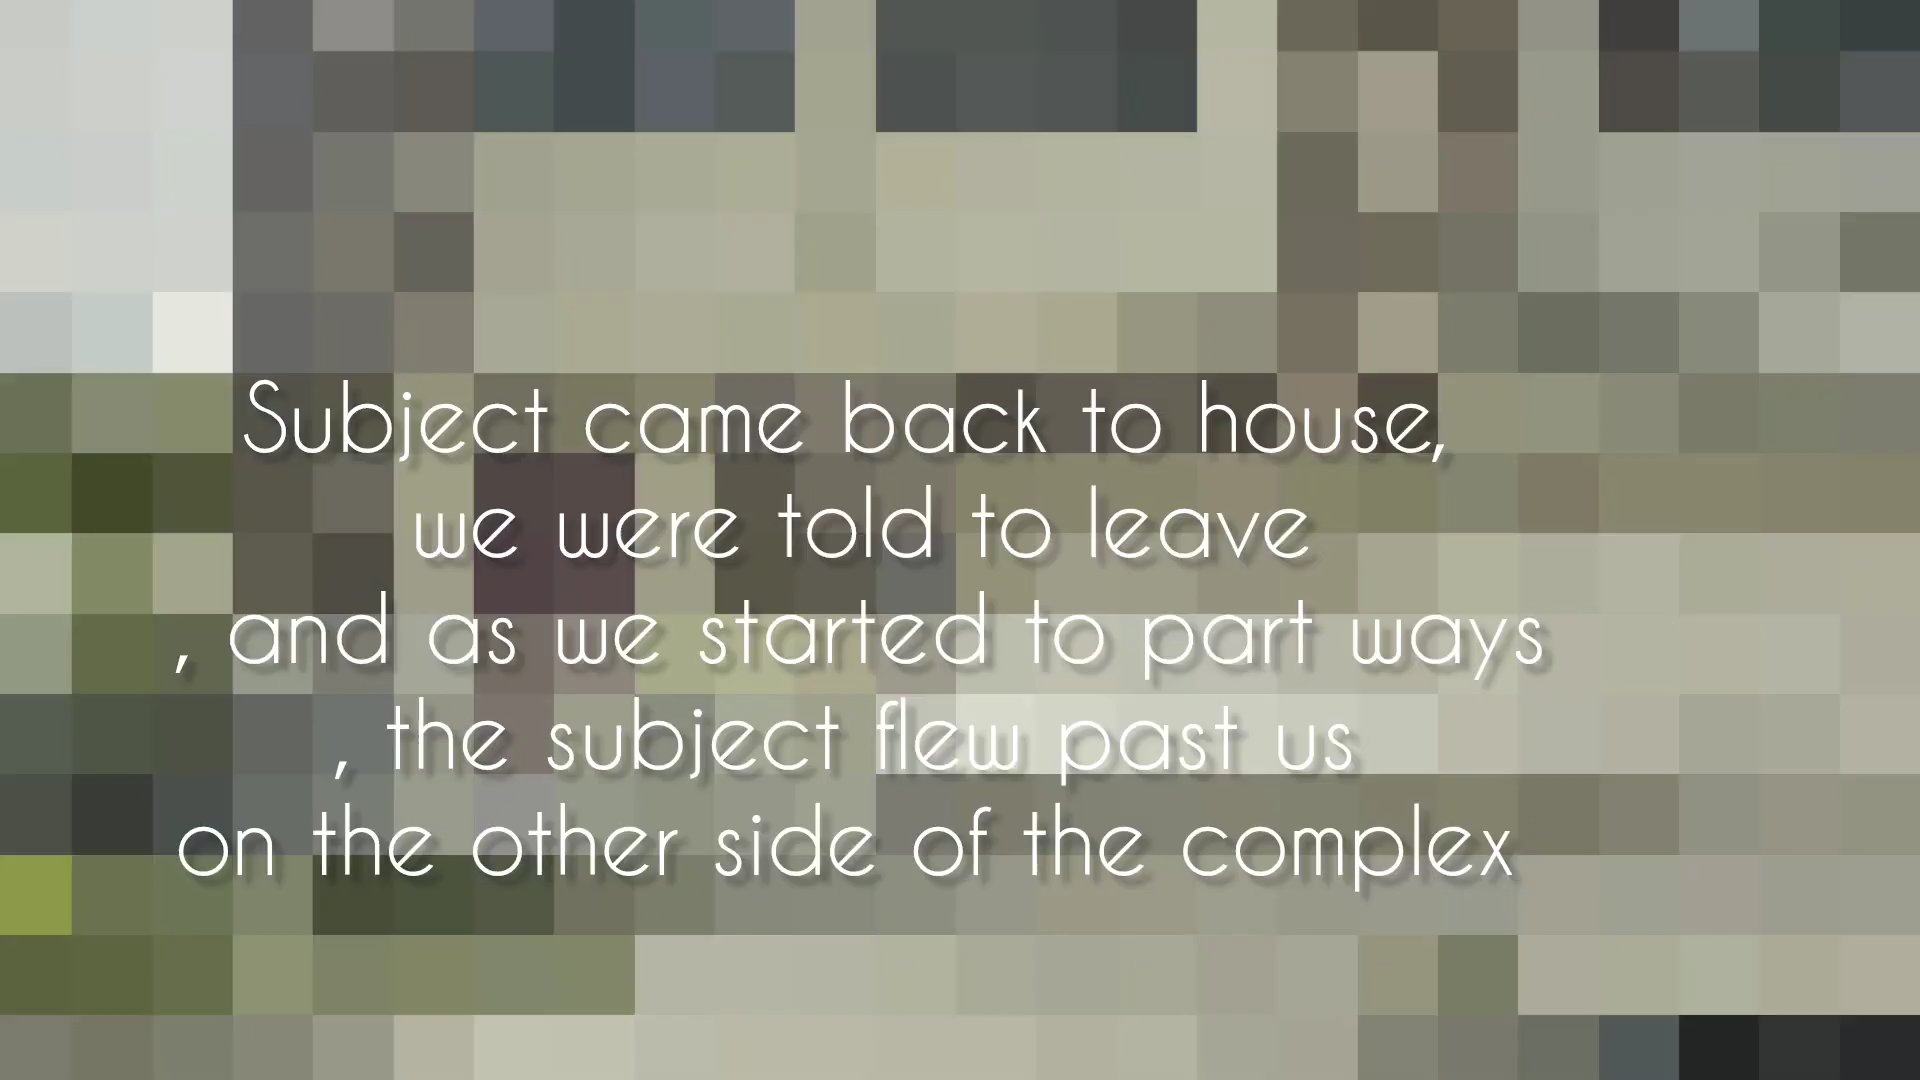 Subject came back to house,
we were told to leave
, and as we started to part ways
, the subject flew past us
on the other side of the complex